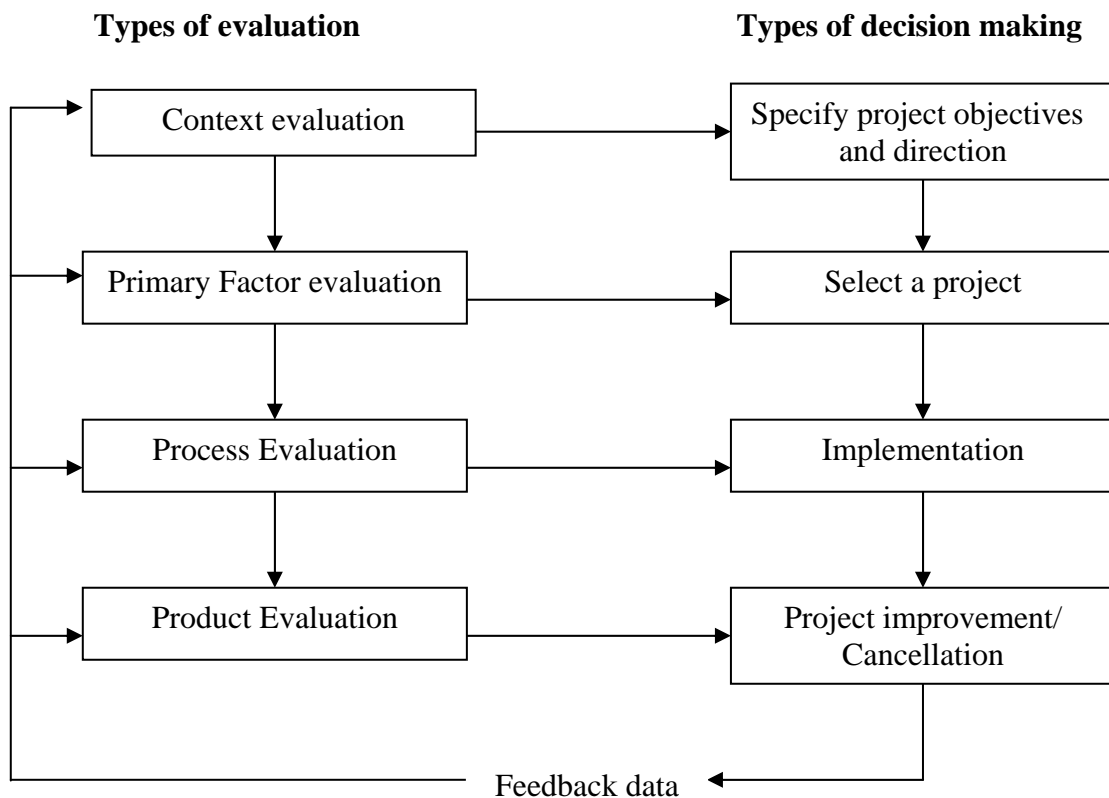 Types of evaluation
Types of decision making
Context evaluation
Specify project objectives
and direction
Primary Factor evaluation
Select a project
Process Evaluation
Implementation
Product Evaluation
Project improvement/
Cancellation
Feedback data